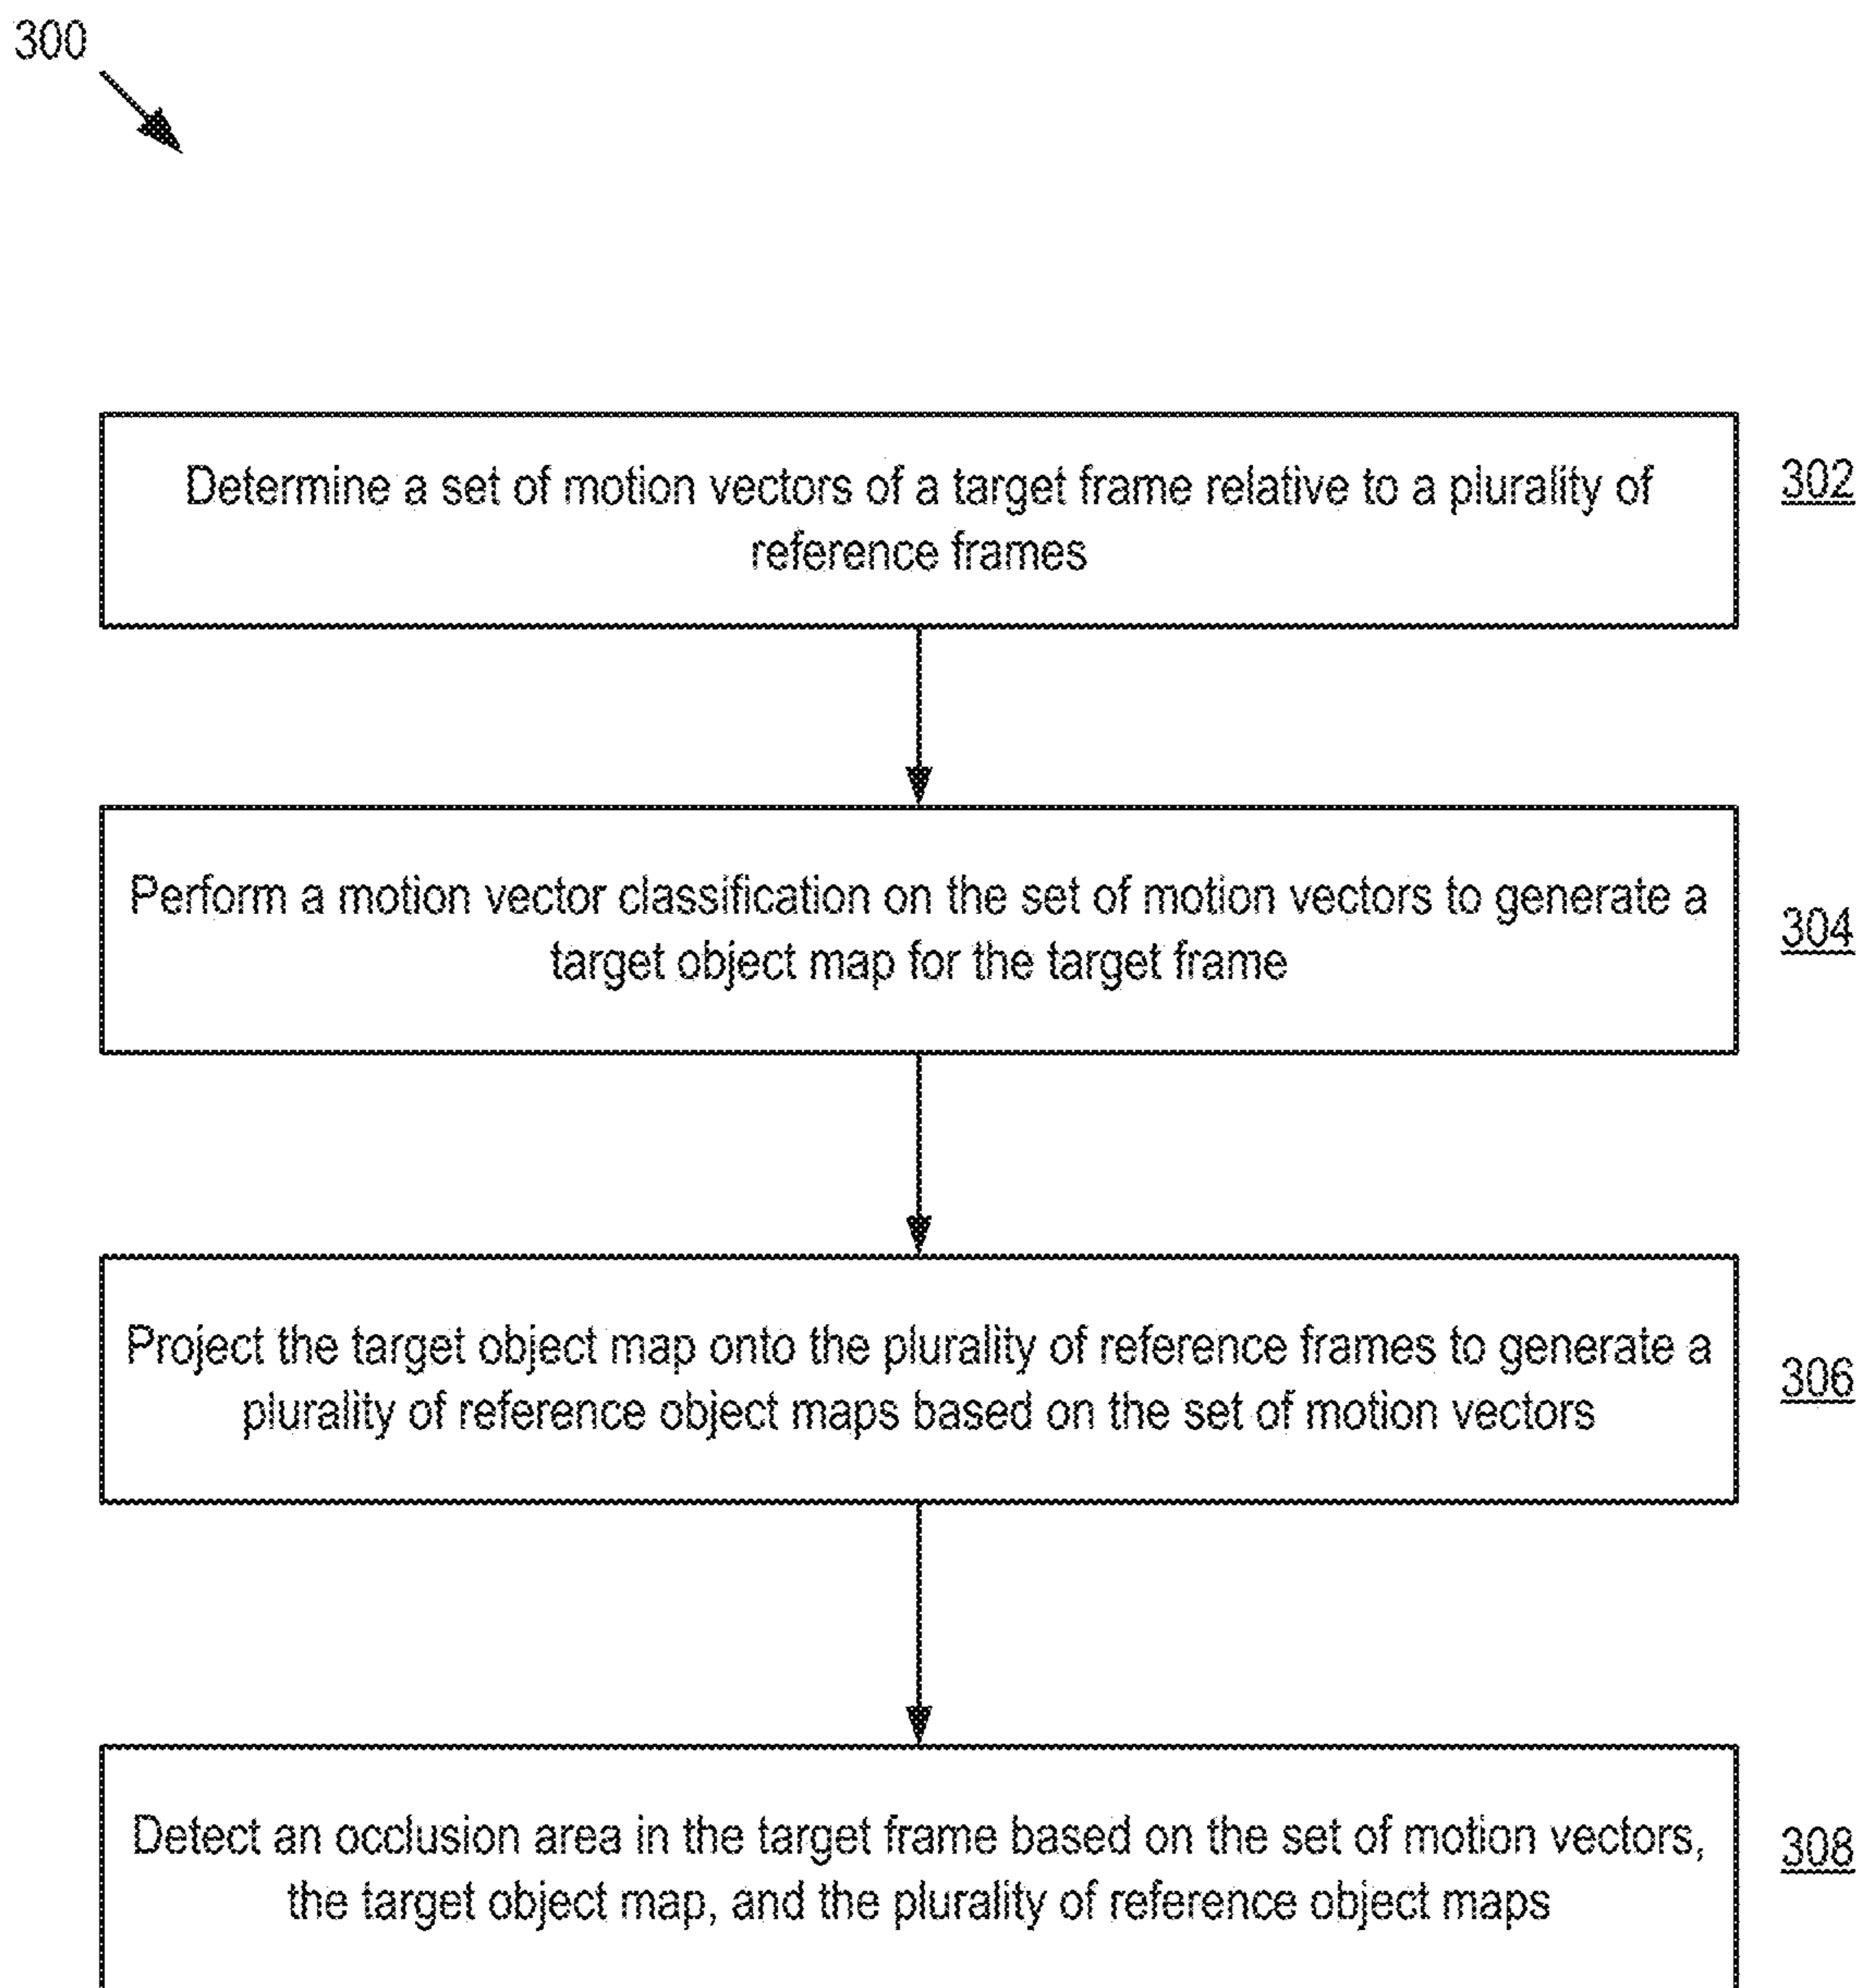 300
Determine a set of motion vectors of a target frame relative to a plurality of
reference frames
302
Perform a motion vector classification on the set of motion vectors to generate a
target object map for the target frame
304
Project the target object map onto the plurality of reference frames to generate a
plurality of reference object maps based on the set of motion vectors
306
Detect an occlusion area in the target frame based on the set of motion vectors,
the target object map, and the plurality of reference object maps
308